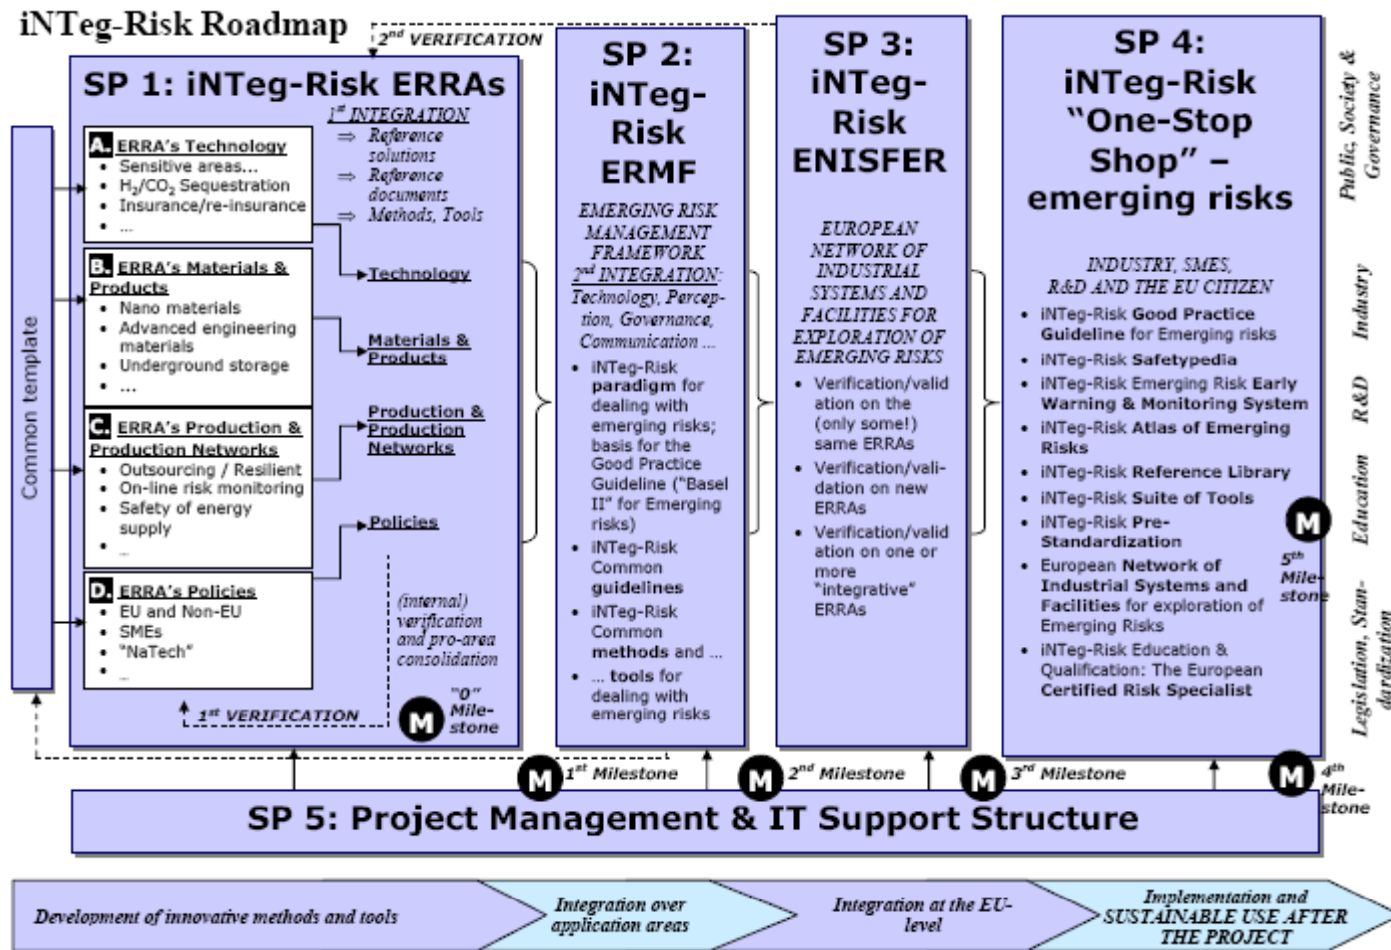 iNTeg-Risk Roadmap
2nd VERIFICATION
Common template
SP 1: iNTeg-Risk ERRAs
1st INTEGRATION
⇒ Reference
solutions
⇒ Reference
documents
⇒ Methods, Tools
A. ERRA's Technology
• Sensitive areas...
• H2/CO2 Sequestration
• Insurance/re-insurance
• ...
B. ERRA's Materials &
Products
• Nano materials
• Advanced engineering
materials
• Underground storage
• ...
C. ERRA's Production &
Production Networks
• Outsourcing / Resilient
• On-line risk monitoring
• Safety of energy
supply
• ...
D. ERRA's Policies
• EU and Non-EU
• SMEs
• "NaTech"
• ...
Technology
Materials &
Products
Production &
Production
Networks
Policies
(internal)
verification
and pro-area
consolidation
1st VERIFICATION
M
"0"
Mile-
stone
SP 2:
iNTeg-
Risk
ERMF
EMERGING RISK
MANAGEMENT
FRAMEWORK
2nd INTEGRATION:
Technology, Percep-
tion, Governance,
Communication ...
• iNTeg-Risk
paradigm for
dealing with
emerging risks;
basis for the
Good Practice
Guideline ("Basel
II" for Emerging
risks)
• iNTeg-Risk
Common
guidelines
• iNTeg-Risk
Common
methods and ...
• ... tools for
dealing with
emerging risks
SP 3:
iNTeg-
Risk
ENISFER
EUROPEAN
NETWORK OF
INDUSTRIAL
SYSTEMS AND
FACILITIES FOR
EXPLORATION OF
EMERGING RISKS
• Verification/valid
ation on the
(only some!)
same ERRAs
• Verification/vali-
dation on new
ERRAs
• Verification/valid
ation on one or
more
"integrative"
ERRAs
SP 4:
iNTeg-Risk
"One-Stop
Shop" –
emerging risks
INDUSTRY, SMES,
R&D AND THE EU CITIZEN
• iNTeg-Risk Good Practice
Guideline for Emerging risks
• iNTeg-Risk Safetypedia
• iNTeg-Risk Emerging Risk Early
Warning & Monitoring System
• iNTeg-Risk Atlas of Emerging
Risks
• iNTeg-Risk Reference Library
• iNTeg-Risk Suite of Tools
• iNTeg-Risk Pre-
Standardization
• European Network of
Industrial Systems and
Facilities for exploration of
Emerging Risks
• iNTeg-Risk Education &
Qualification: The European
Certified Risk Specialist
M
5th
Mile-
stone
Public, Society &
Governance
Industry
R&D
Education
Legislation, Stan-
dardization
M 1st Milestone
M 2nd Milestone
M 3rd Milestone
M 4th
Mile-
stone
SP 5: Project Management & IT Support Structure
Development of innovative methods and tools
Integration over
application areas
Integration at the EU-
level
Implementation and
SUSTAINABLE USE AFTER
THE PROJECT